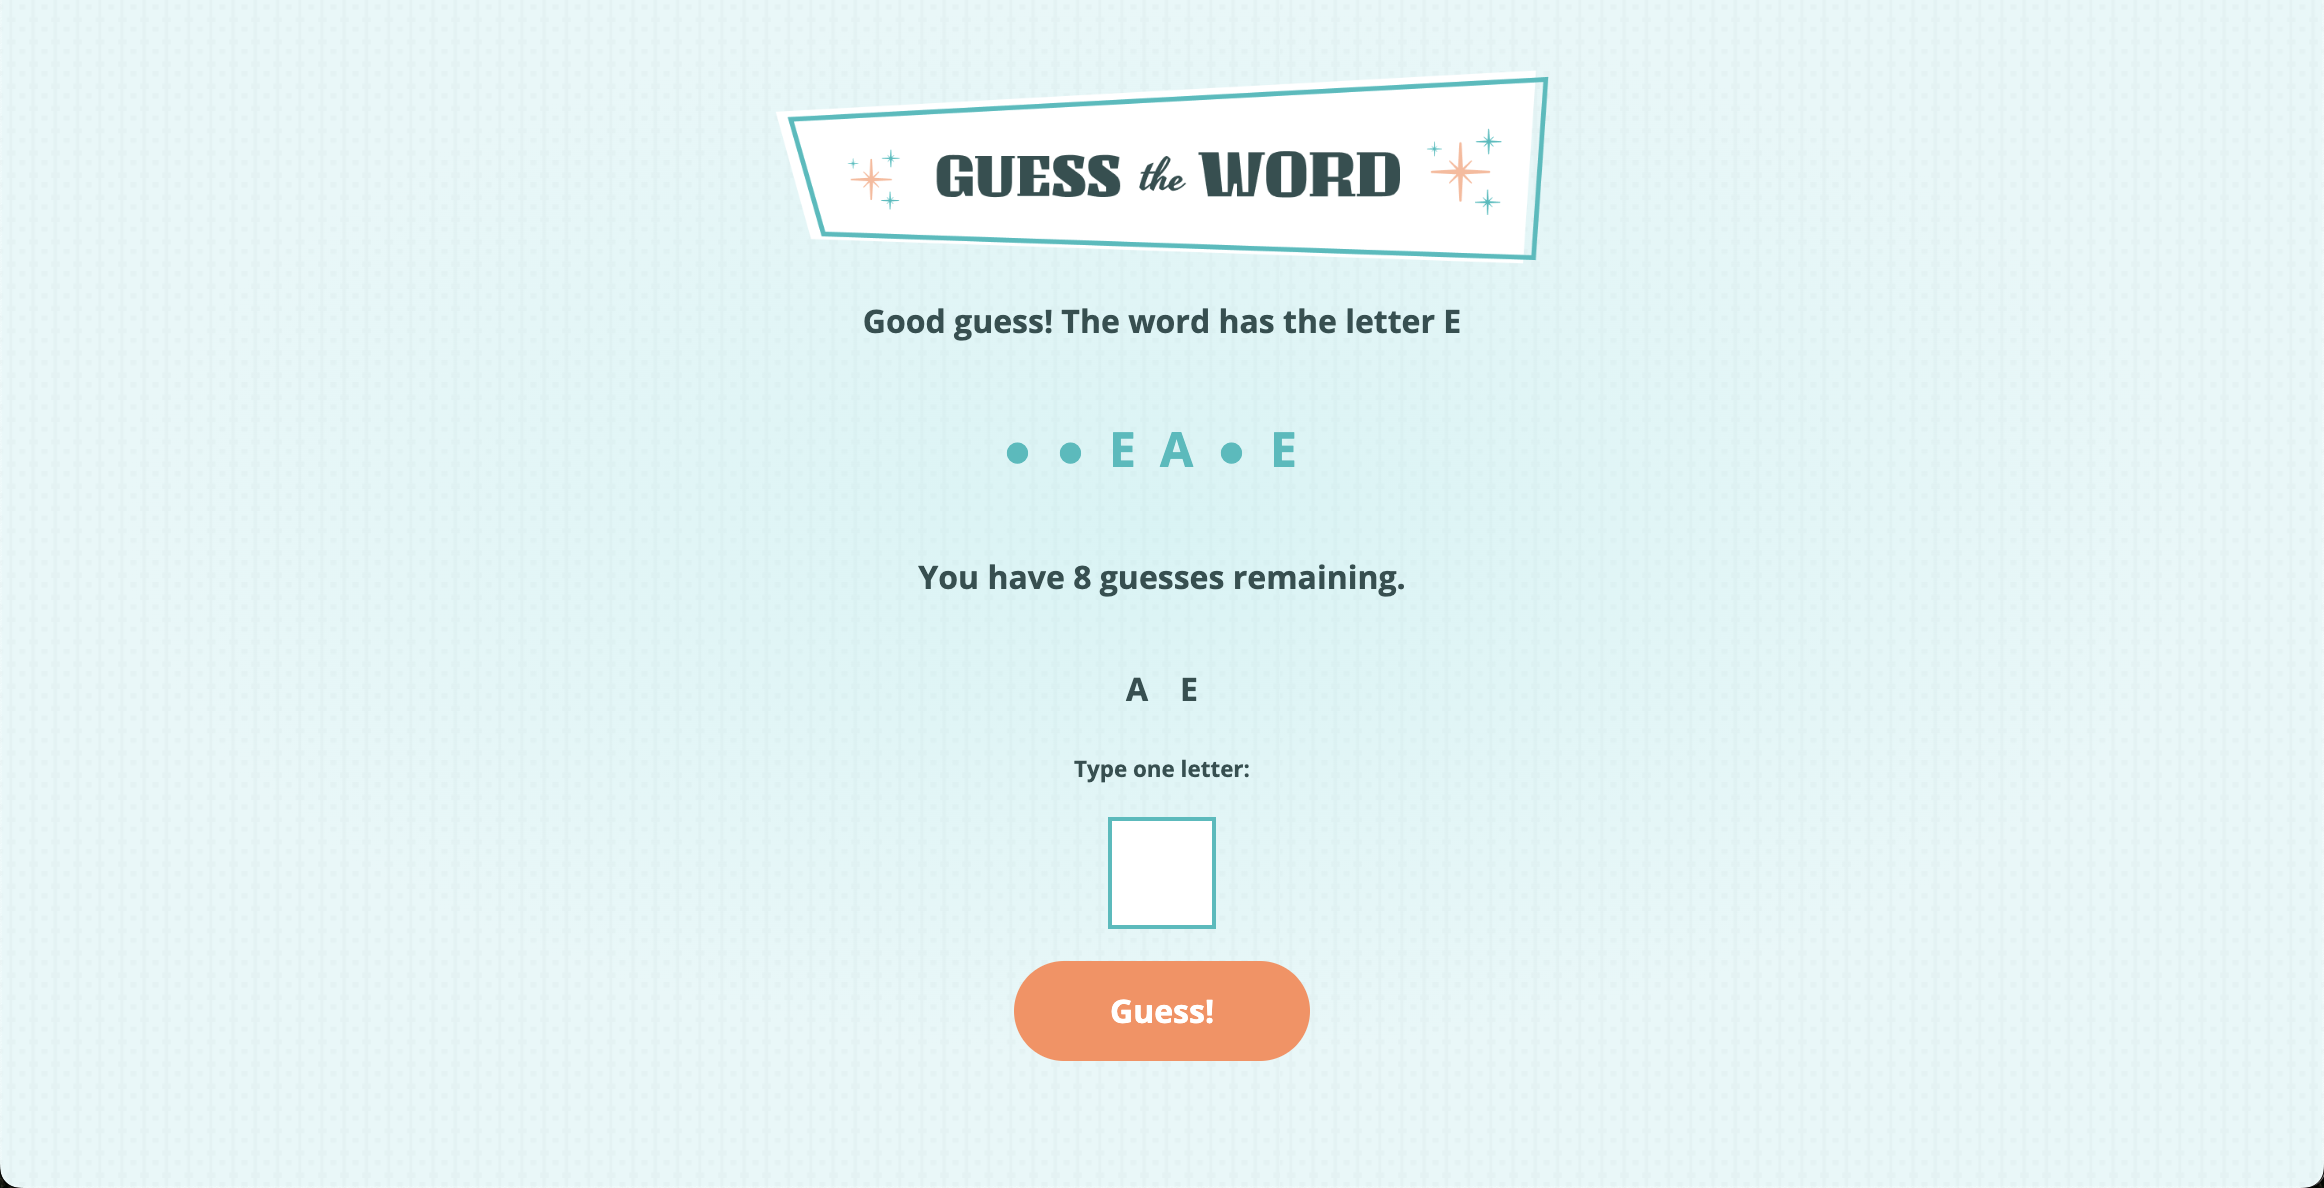 GUESS the WORD
Good guess! The word has the letter E
● ● E A ● E
You have 8 guesses remaining.
A E
Type one letter:
Guess!